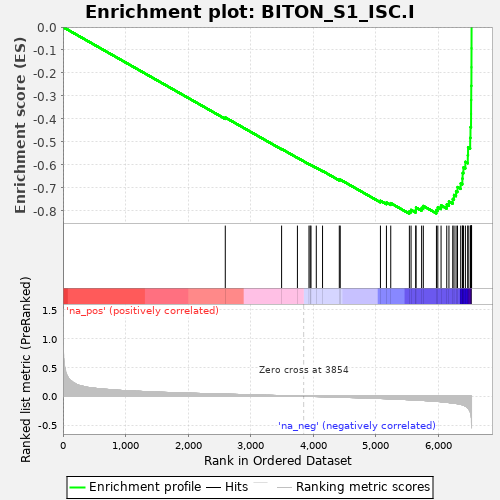 Enrichment plot: BITON_S1_ISC.I
Enrichment score (ES)
0.0
-0.1
-0.2
-0.3
-0.4
-0.5
-0.6
-0.7
-0.8
'na_pos' (positively correlated)
Ranked list metric (PreRanked)
1.5
1.0
0.5
0.0
-0.5
Zero cross at 3854
'na_neg' (negatively correlated)
0 1,000 2,000 3,000 4,000 5,000 6,000
Rank in Ordered Dataset
Enrichment profile Hits Ranking metric scores